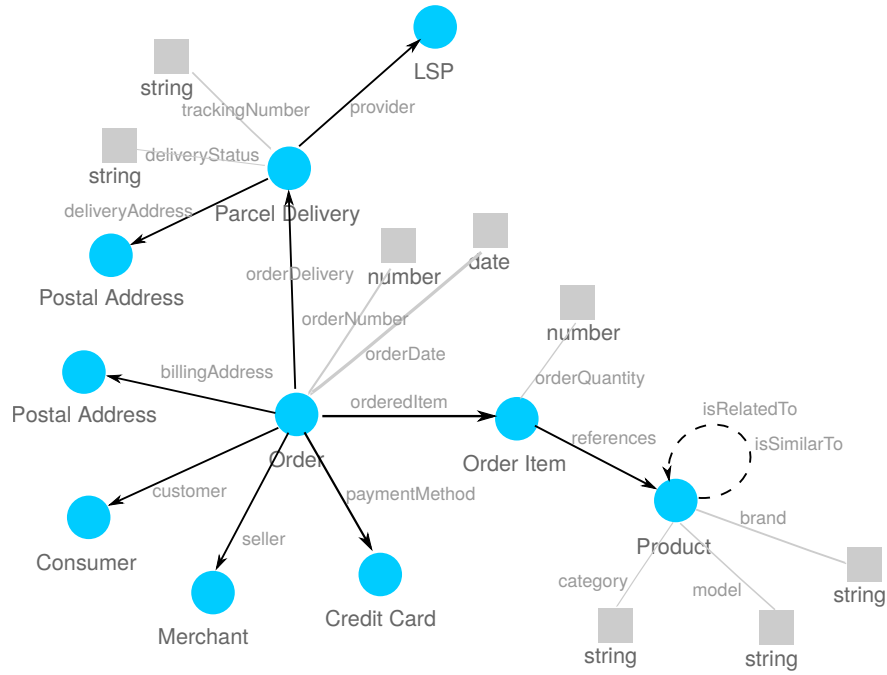 LSP
string
trackingNumber
provider
deliveryStatus
string
deliveryAddress
Parcel Delivery
Postal Address
orderDelivery
number
date
orderNumber
number
orderDate
billingAddress
orderQuantity
Postal Address
orderedItem
isRelatedTo
references
isSimilarTo
Order
Order Item
customer
paymentMethod
brand
seller
Product
Consumer
category
model
string
Credit Card
Merchant
string
string